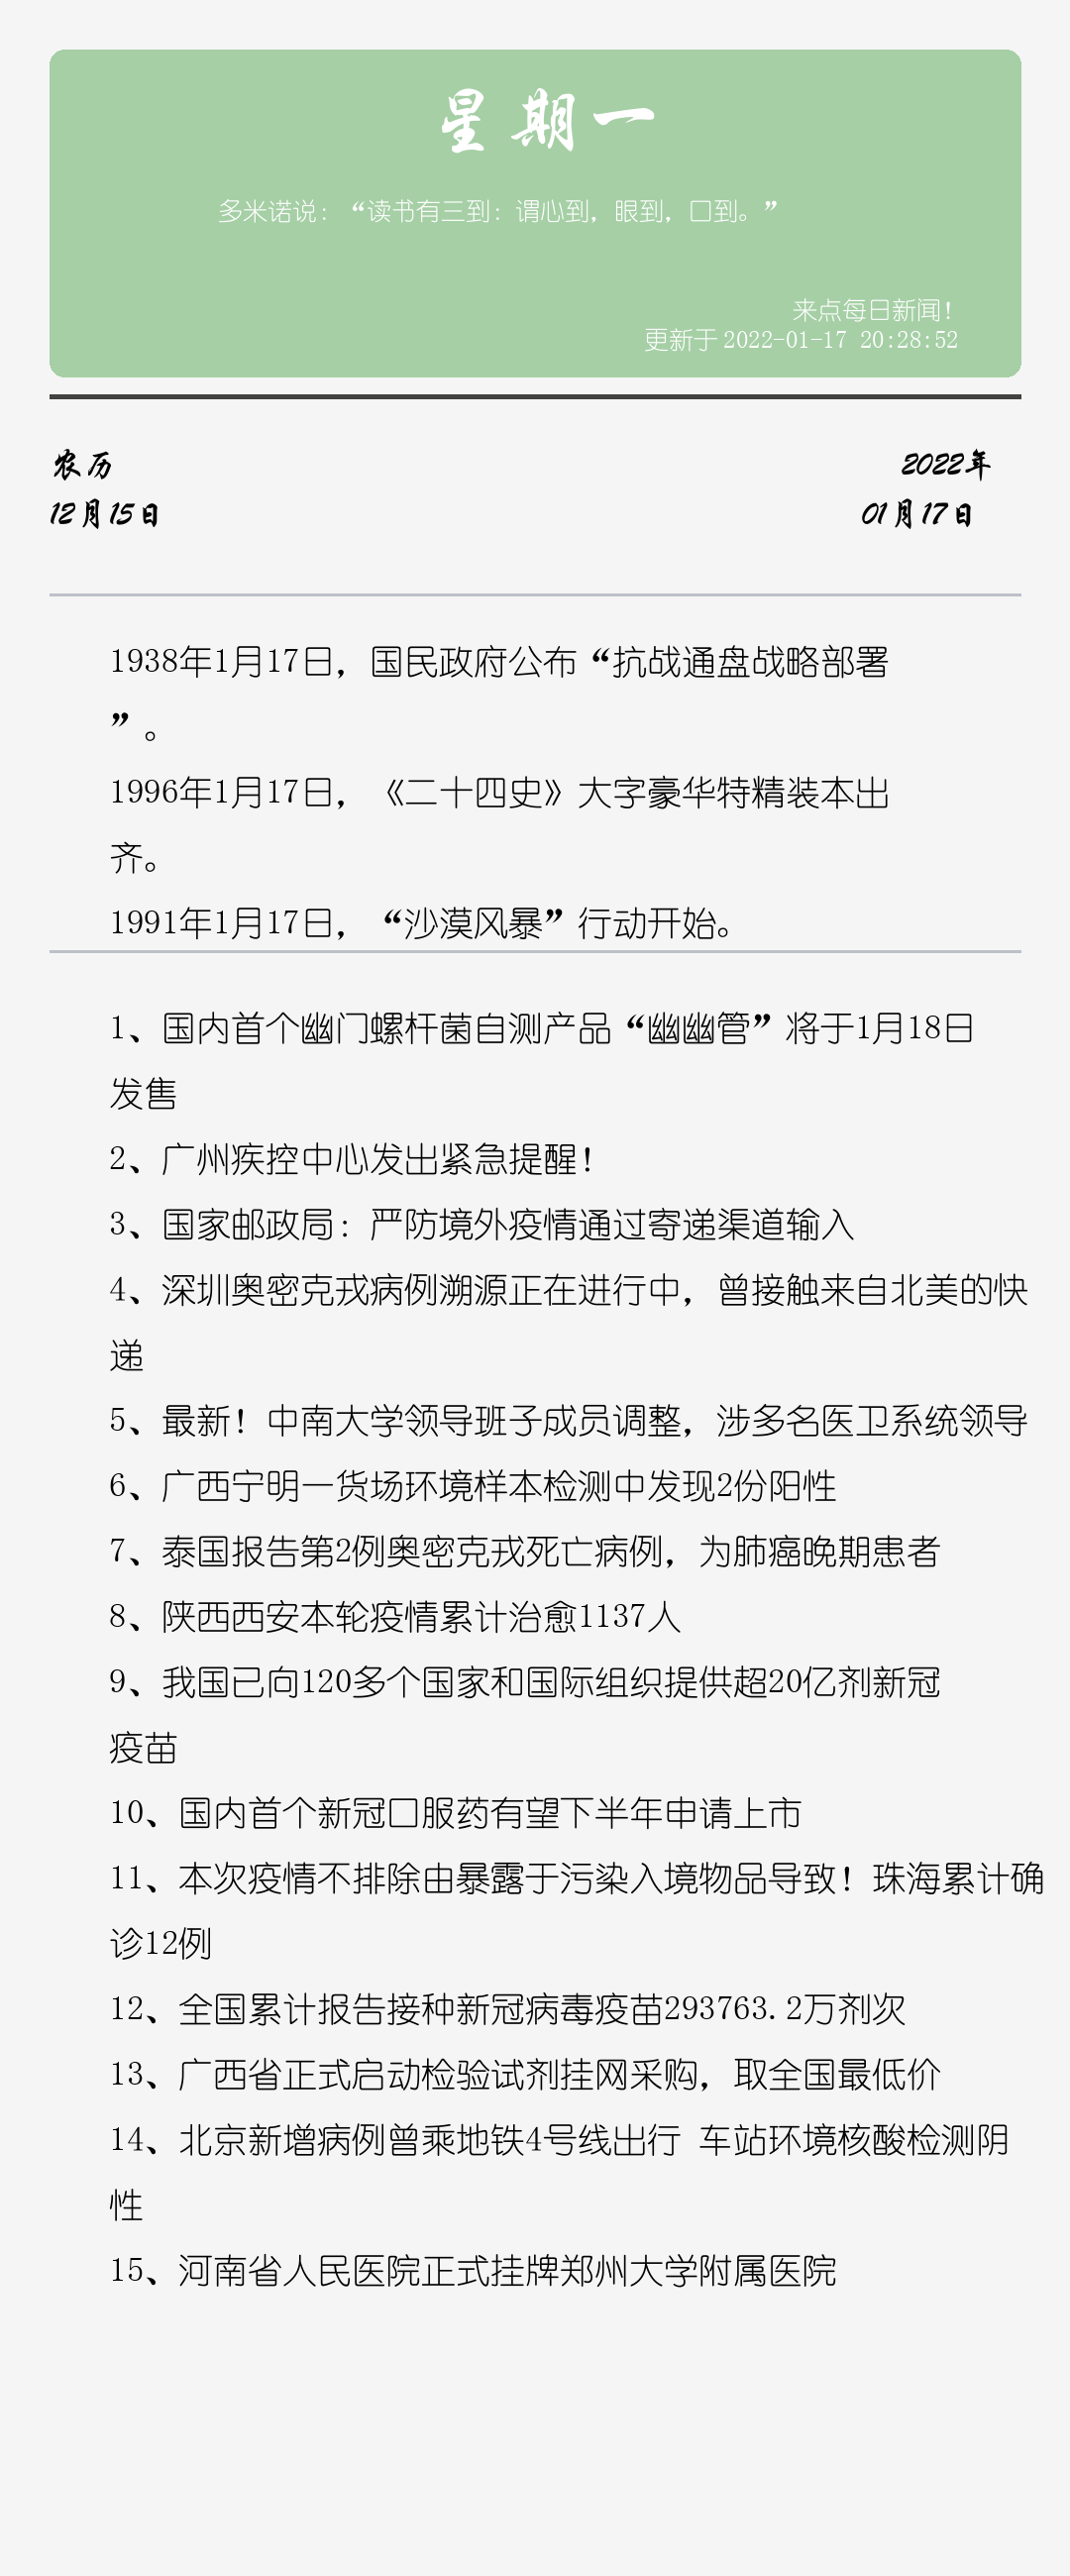 星期一
多米诺说：“读书有三到：谓心到，眼到，口到。”
来点每日新闻！
更新于 2022-01-17 20:28:52
农历
12月15日
2022年
01月17日
1938年1月17日，国民政府公布“抗战通盘战略部署
”。
1996年1月17日，《二十四史》大字豪华特精装本出
齐。
1991年1月17日，“沙漠风暴”行动开始。
1、国内首个幽门螺杆菌自测产品“幽幽管”将于1月18日
发售
2、广州疾控中心发出紧急提醒！
3、国家邮政局：严防境外疫情通过寄递渠道输入
4、深圳奥密克戎病例溯源正在进行中，曾接触来自北美的快
递
5、最新！中南大学领导班子成员调整，涉多名医卫系统领导
6、广西宁明一货场环境样本检测中发现2份阳性
7、泰国报告第2例奥密克戎死亡病例，为肺癌晚期患者
8、陕西西安本轮疫情累计治愈1137人
9、我国已向120多个国家和国际组织提供超20亿剂新冠
疫苗
10、国内首个新冠口服药有望下半年申请上市
11、本次疫情不排除由暴露于污染入境物品导致！珠海累计确
诊12例
12、全国累计报告接种新冠病毒疫苗293763.2万剂次
13、广西省正式启动检验试剂挂网采购，取全国最低价
14、北京新增病例曾乘地铁4号线出行 车站环境核酸检测阴
性
15、河南省人民医院正式挂牌郑州大学附属医院